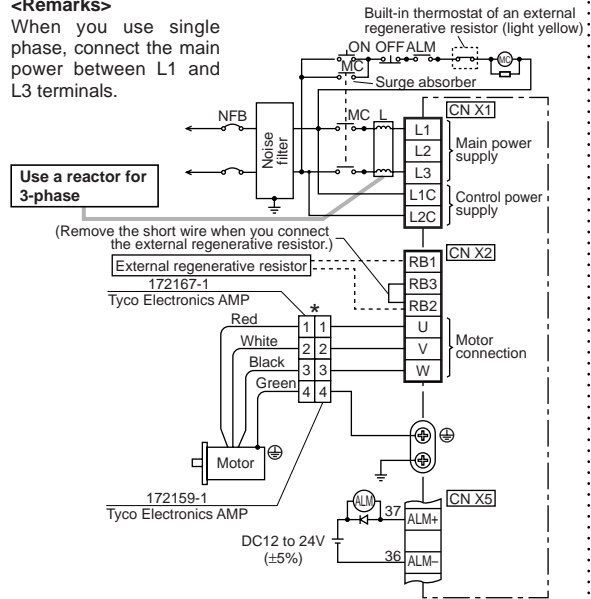 <Remarks>
When you use single
phase, connect the main
power between L1 and
L3 terminals.
Built-in thermostat of an external
regenerative resistor (light yellow)
ON OFF ALM
MC
MC
Surge absorber
NFB
Noise
filter
MC L
CN X1
L1
L2
L3
L1C
L2C
Main power
supply
Control power
supply
Use a reactor for
3-phase
(Remove the short wire when you connect
the external regenerative resistor.)
External regenerative resistor
CN X2
RB1
RB3
RB2
U
V
W
Motor
connection
172167-1
Tyco Electronics AMP
*
Red
White
Black
Green
1 1
2 2
3 3
4 4
Motor
172159-1
Tyco Electronics AMP
CN X5
ALM
37
ALM+
DC12 to 24V
(±5%)
36
ALM–